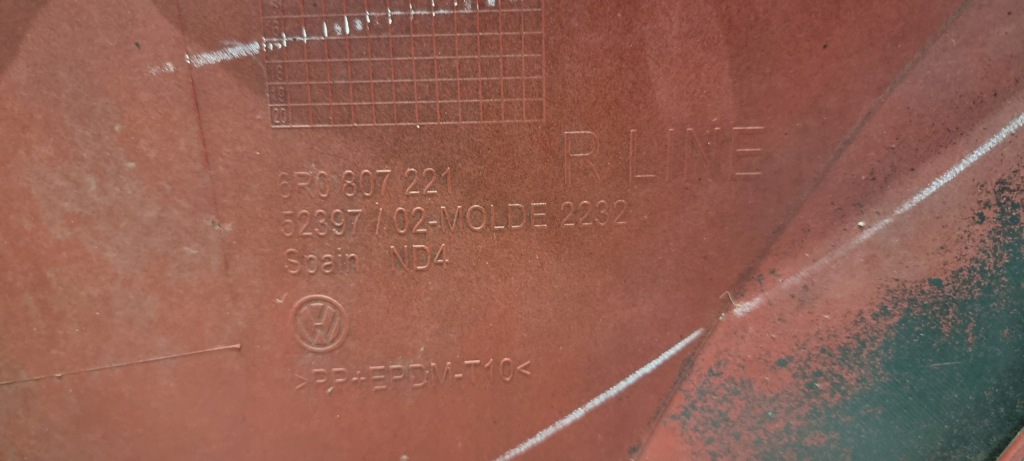 R LINE
6R0 807 221
52397 / 02-MOLDE 2232
Spain ND4
>PP+EPDM-T10<